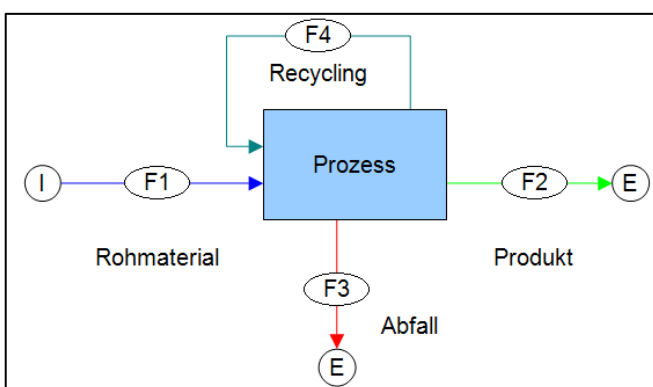 F4
Recycling
Prozess
I
F1
F2
E
Rohmaterial
Produkt
F3
Abfall
E